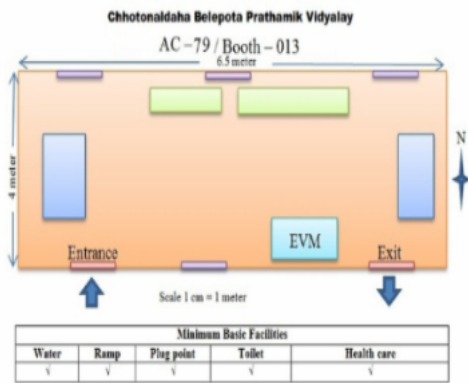 Chhotonaldaha Belepota Prathamik Vidyalay
AC -79 / Booth – 013
6.5 meter
4 meter
N
EVM
Entrance
Exit
Scale 1 cm = 1 meter
Minimum Basic Facilities
Water Ramp Plug point Toilet Health care
√ √ √ √ √